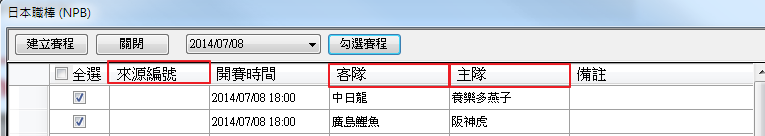 日本職棒 (NPB)
建立賽程 關閉 2014/07/08 勾選賽程
全選 來源編號 開賽時間 客隊 主隊 備註
2014/07/08 18:00 中日龍 養樂多燕子
2014/07/08 18:00 廣島鯉魚 阪神虎